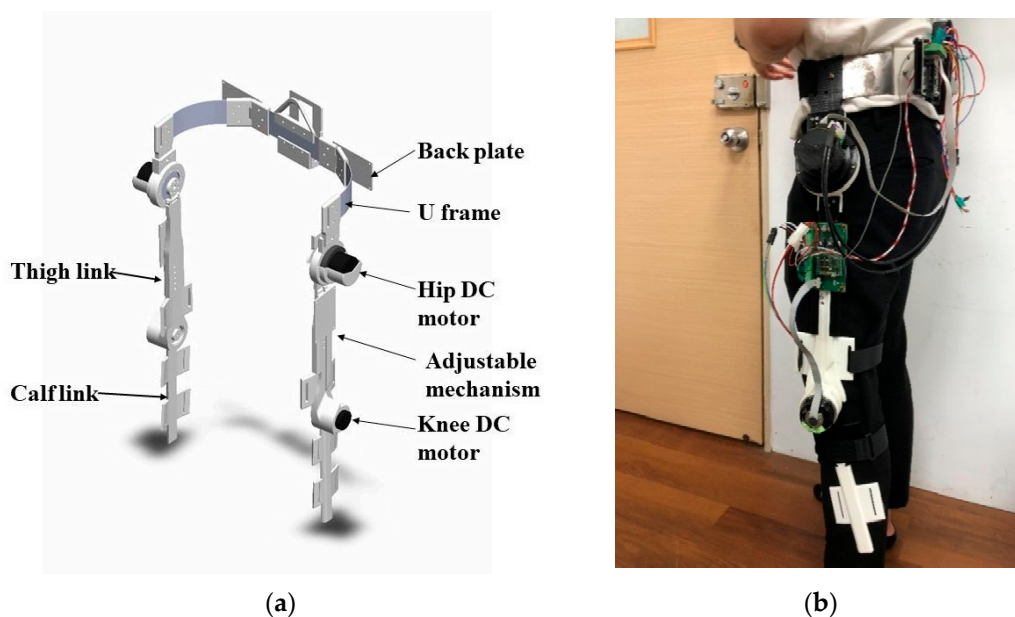 Back plate
U frame
Thigh link
Hip DC
motor
Adjustable
mechanism
Calf link
Knee DC
motor
(a)
(b)